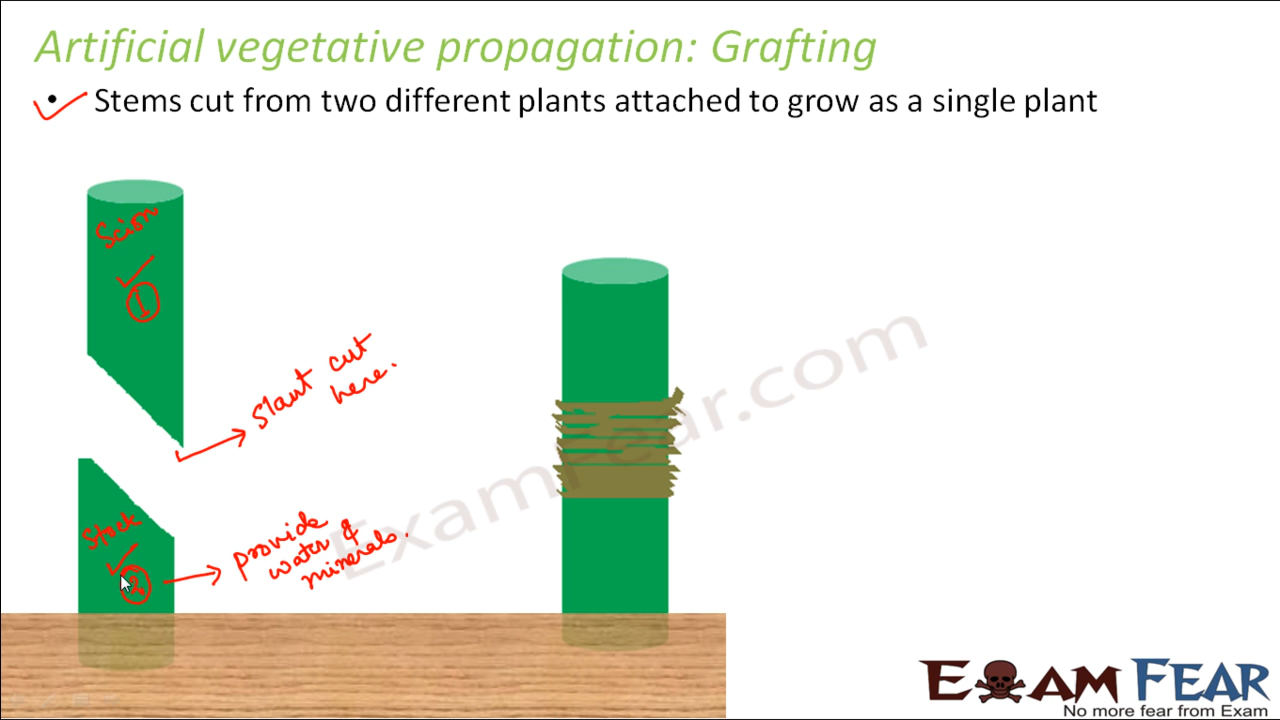 Artificial vegetative propagation: Grafting
• Stems cut from two different plants attached to grow as a single plant
Scion
1
Slant cut
here.
Stock
2
provide
water &
minerals.
ExamFear.com
EXAM FEAR
No more fear from Exam